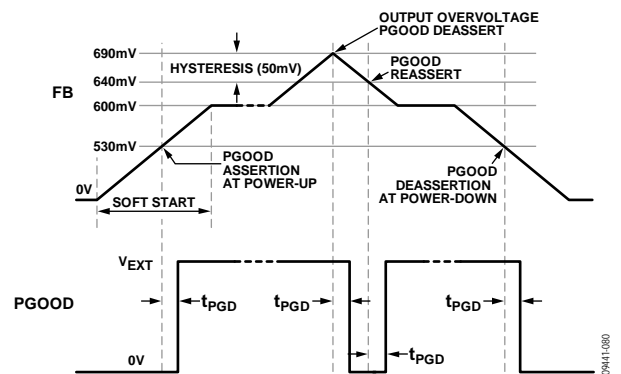 OUTPUT OVERVOLTAGE
PGOOD DEASSERT
690mV
HYSTERESIS (50mV)
PGOOD
REASSERT
640mV
FB
600mV
530mV
PGOOD
ASSERTION
AT POWER-UP
PGOOD
DEASSERTION
AT POWER-DOWN
0V
SOFT START
VEXT
PGOOD
tPGD
tPGD
tPGD
tPGD
0V
09441-080